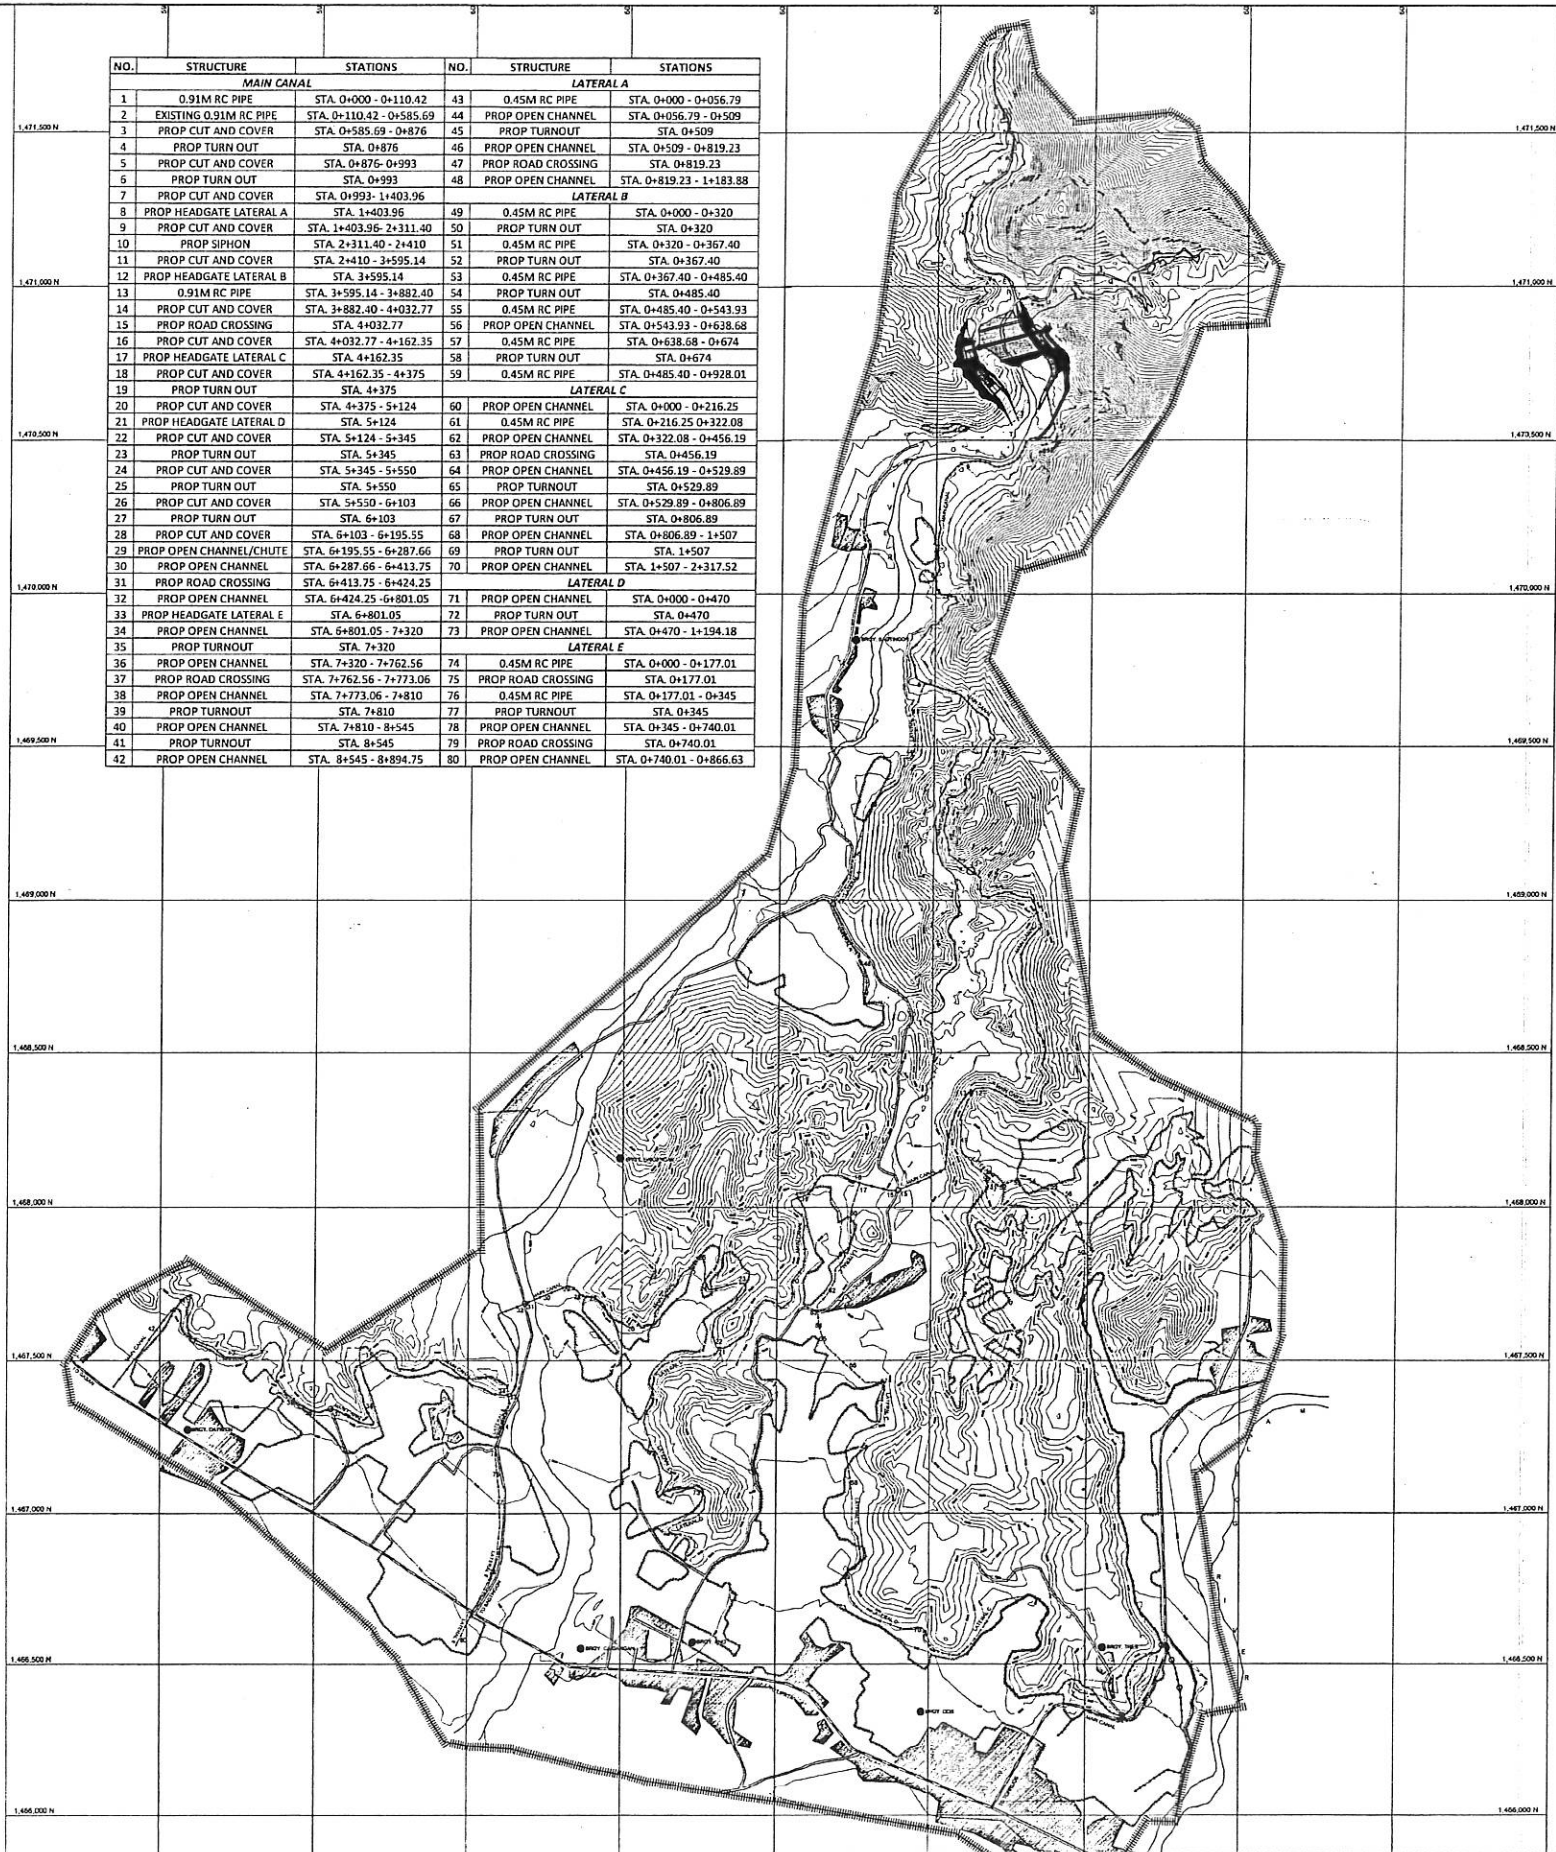 NO. STRUCTURE STATIONS NO. STRUCTURE STATIONS
MAIN CANAL LATERAL A
1 0.91M RC PIPE STA. 0+000 - 0+110.42 43 0.45M RC PIPE STA. 0+000 - 0+056.79
2 EXISTING 0.91M RC PIPE STA. 0+110.42 - 0+585.69 44 PROP OPEN CHANNEL STA. 0+056.79 - 0+509
3 PROP CUT AND COVER STA. 0+585.69 - 0+876 45 PROP TURNOUT STA. 0+509
4 PROP TURN OUT STA. 0+876 46 PROP OPEN CHANNEL STA. 0+509 - 0+819.23
5 PROP CUT AND COVER STA. 0+876- 0+993 47 PROP ROAD CROSSING STA. 0+819.23
6 PROP TURN OUT STA. 0+993 48 PROP OPEN CHANNEL STA. 0+819.23 - 1+183.88
7 PROP CUT AND COVER STA. 0+993- 1+403.96 LATERAL B
8 PROP HEADGATE LATERAL A STA. 1+403.96 49 0.45M RC PIPE STA. 0+000 - 0+320
9 PROP CUT AND COVER STA. 1+403.96- 2+311.40 50 PROP TURN OUT STA. 0+320
10 PROP SIPHON STA. 2+311.40 - 2+410 51 0.45M RC PIPE STA. 0+320 - 0+367.40
11 PROP CUT AND COVER STA. 2+410 - 3+595.14 52 PROP TURN OUT STA. 0+367.40
12 PROP HEADGATE LATERAL B STA. 3+595.14 53 0.45M RC PIPE STA. 0+367.40 - 0+485.40
13 0.91M RC PIPE STA. 3+595.14 - 3+882.40 54 PROP TURN OUT STA. 0+485.40
14 PROP CUT AND COVER STA. 3+882.40 - 4+032.77 55 0.45M RC PIPE STA. 0+485.40 - 0+543.93
15 PROP ROAD CROSSING STA. 4+032.77 56 PROP OPEN CHANNEL STA. 0+543.93 - 0+638.68
16 PROP CUT AND COVER STA. 4+032.77 - 4+162.35 57 0.45M RC PIPE STA. 0+638.68 - 0+674
17 PROP HEADGATE LATERAL C STA. 4+162.35 58 PROP TURN OUT STA. 0+674
18 PROP CUT AND COVER STA. 4+162.35 - 4+375 59 0.45M RC PIPE STA. 0+485.40 - 0+928.01
19 PROP TURN OUT STA. 4+375 LATERAL C
20 PROP CUT AND COVER STA. 4+375 - 5+124 60 PROP OPEN CHANNEL STA. 0+000 - 0+216.25
21 PROP HEADGATE LATERAL D STA. 5+124 61 0.45M RC PIPE STA. 0+216.25 0+322.08
22 PROP CUT AND COVER STA. 5+124 - 5+345 62 PROP OPEN CHANNEL STA. 0+322.08 - 0+456.19
23 PROP TURN OUT STA. 5+345 63 PROP ROAD CROSSING STA. 0+456.19
24 PROP CUT AND COVER STA. 5+345 - 5+550 64 PROP OPEN CHANNEL STA. 0+456.19 - 0+529.89
25 PROP TURN OUT STA. 5+550 65 PROP TURNOUT STA. 0+529.89
26 PROP CUT AND COVER STA. 5+550 - 6+103 66 PROP OPEN CHANNEL STA. 0+529.89 - 0+806.89
27 PROP TURN OUT STA. 6+103 67 PROP TURN OUT STA. 0+806.89
28 PROP CUT AND COVER STA. 6+103 - 6+195.55 68 PROP OPEN CHANNEL STA. 0+806.89 - 1+507
29 PROP OPEN CHANNEL/CHUTE STA. 6+195.55 - 6+287.66 69 PROP TURN OUT STA. 1+507
30 PROP OPEN CHANNEL STA. 6+287.66 - 6+413.75 70 PROP OPEN CHANNEL STA. 1+507 - 2+317.52
31 PROP ROAD CROSSING STA. 6+413.75 - 6+424.25 LATERAL D
32 PROP OPEN CHANNEL STA. 6+424.25 -6+801.05 71 PROP OPEN CHANNEL STA. 0+000 - 0+470
33 PROP HEADGATE LATERAL E STA. 6+801.05 72 PROP TURN OUT STA. 0+470
34 PROP OPEN CHANNEL STA. 6+801.05 - 7+320 73 PROP OPEN CHANNEL STA. 0+470 - 1+194.18
35 PROP TURNOUT STA. 7+320 LATERAL E
36 PROP OPEN CHANNEL STA. 7+320 - 7+762.56 74 0.45M RC PIPE STA. 0+000 - 0+177.01
37 PROP ROAD CROSSING STA. 7+762.56 - 7+773.06 75 PROP ROAD CROSSING STA. 0+177.01
38 PROP OPEN CHANNEL STA. 7+773.06 - 7+810 76 0.45M RC PIPE STA. 0+177.01 - 0+345
39 PROP TURNOUT STA. 7+810 77 PROP TURNOUT STA. 0+345
40 PROP OPEN CHANNEL STA. 7+810 - 8+545 78 PROP OPEN CHANNEL STA. 0+345 - 0+740.01
41 PROP TURNOUT STA. 8+545 79 PROP ROAD CROSSING STA. 0+740.01
42 PROP OPEN CHANNEL STA. 8+545 - 8+894.75 80 PROP OPEN CHANNEL STA. 0+740.01 - 0+866.63
1,471,500 N 1,471,500 N
1,471,000 N 1,471,000 N
1,470,500 N 1,473,500 N
1,470,000 N 1,470,000 N
1,469,500 N 1,469,500 N
1,469,000 N 1,469,000 N
1,468,500 N 1,468,500 N
1,468,000 N 1,468,000 N
1,467,500 N 1,467,500 N
1,467,000 N 1,467,000 N
BRGY. TRES
1,466,500 N 1,466,500 N
BRGY. DOS
MAIN CANAL
1,466,000 N 1,466,000 N